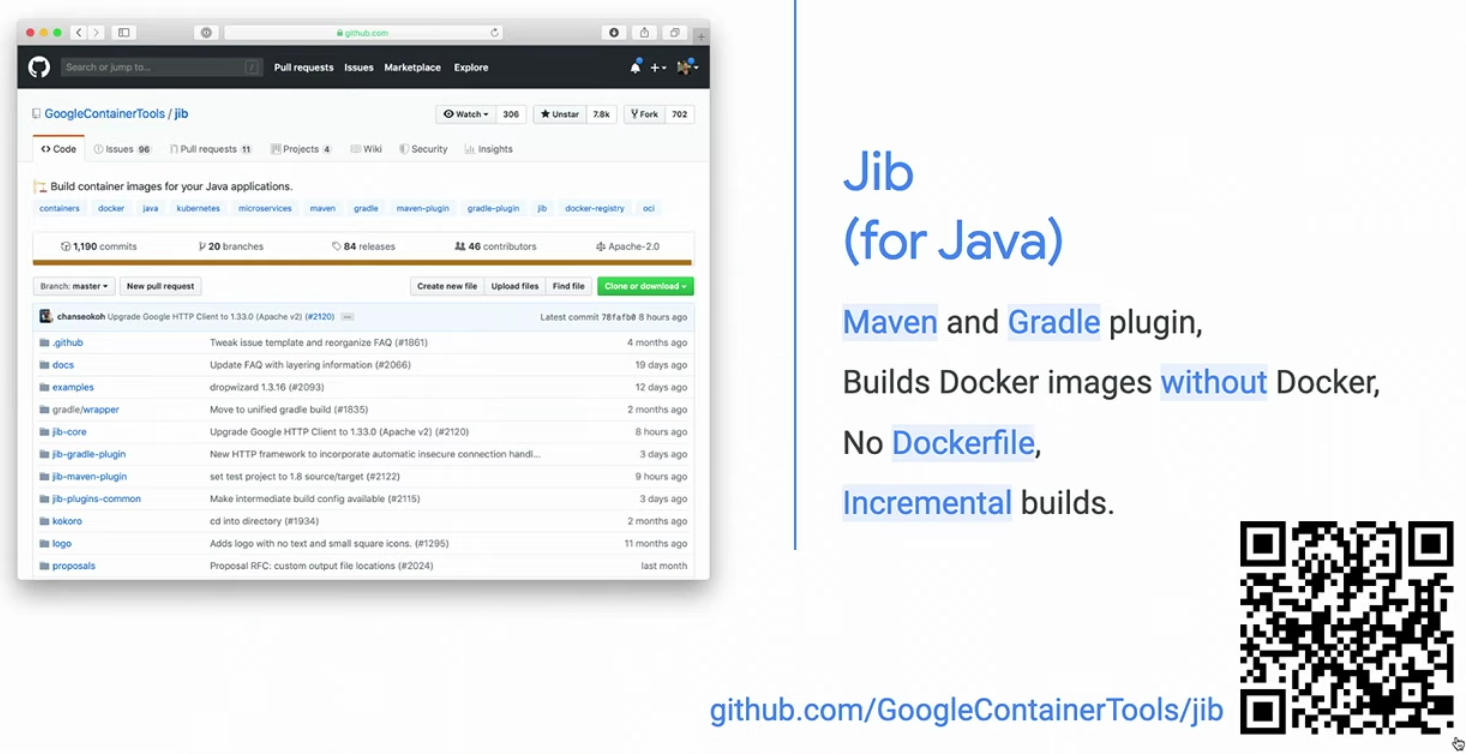 github.com
Search or jump to... /
Pull requests Issues Marketplace Explore
GoogleContainerTools / jib
Watch 306 Unstar 7.8k Fork 702
Code Issues 96 Pull requests 11 Projects 4 Wiki Security Insights
Build container images for your Java applications.
containers docker java kubernetes microservices maven gradle maven-plugin gradle-plugin jib docker-registry oci
1,190 commits 20 branches 84 releases 46 contributors Apache-2.0
Branch: master New pull request Create new file Upload files Find file Clone or download
chanseokoh Upgrade Google HTTP Client to 1.33.0 (Apache v2) (#2120) ... Latest commit 78fafb0 8 hours ago
.github Tweak issue template and reorganize FAQ (#1861) 4 months ago
docs Update FAQ with layering information (#2066) 19 days ago
examples dropwizard 1.3.16 (#2093) 12 days ago
gradle/wrapper Move to unified gradle build (#1835) 2 months ago
jib-core Upgrade Google HTTP Client to 1.33.0 (Apache v2) (#2120) 8 hours ago
jib-gradle-plugin New HTTP framework to incorporate automatic insecure connection handl... 3 days ago
jib-maven-plugin set test project to 1.8 source/target (#2122) 9 hours ago
jib-plugins-common Make intermediate build config available (#2115) 3 days ago
kokoro cd into directory (#1934) 2 months ago
logo Adds logo with no text and small square icons. (#1295) 11 months ago
proposals Proposal RFC: custom output file locations (#2024) last month
Jib
(for Java)
Maven and Gradle plugin,
Builds Docker images without Docker,
No Dockerfile,
Incremental builds.
github.com/GoogleContainerTools/jib